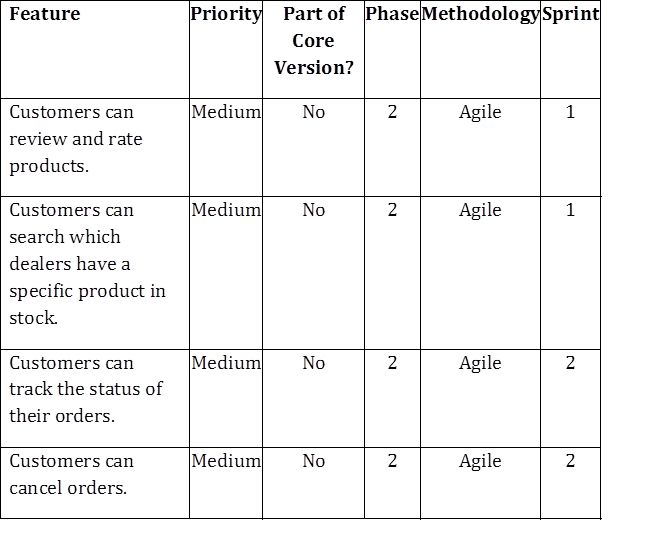 Feature Priority Part of Phase Methodology Sprint
Core
Version?
Customers can Medium No 2 Agile 1
review and rate
products.
Customers can Medium No 2 Agile 1
search which
dealers have a
specific product in
stock.
Customers can Medium No 2 Agile 2
track the status of
their orders.
Customers can Medium No 2 Agile 2
cancel orders.